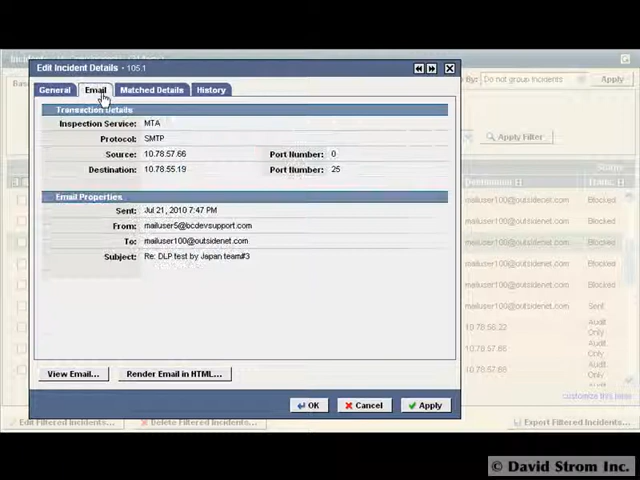 Edit Incident Details • 105.1
General Email Matched Details History
Transaction Details
Inspection Service: MTA
Protocol: SMTP
Source: 10.78.57.66 Port Number: 0
Destination: 10.78.55.19 Port Number: 25
Email Properties
Sent: Jul 21, 2010 7:47 PM
From: mailuser5@bcdevsupport.com
To: mailuser100@outsidenet.com
Subject: Re: DLP test by Japan team#3
View Email... Render Email in HTML...
OK Cancel Apply
Do not group incidents Apply
Apply Filter
Status
Destination Trans.
mailuser100@outsidenet.com Blocked
mailuser100@outsidenet.com Blocked
mailuser100@outsidenet.com Blocked
mailuser100@outsidenet.com Blocked
mailuser100@outsidenet.com Blocked
mailuser100@outsidenet.com Sent
Audit
Only
10.78.57.66 Audit
Only
10.78.57.66 Audit
Only
customize this
Edit Filtered Incidents... Delete Filtered Incidents... Export Filtered Incidents...
© David Strom Inc.